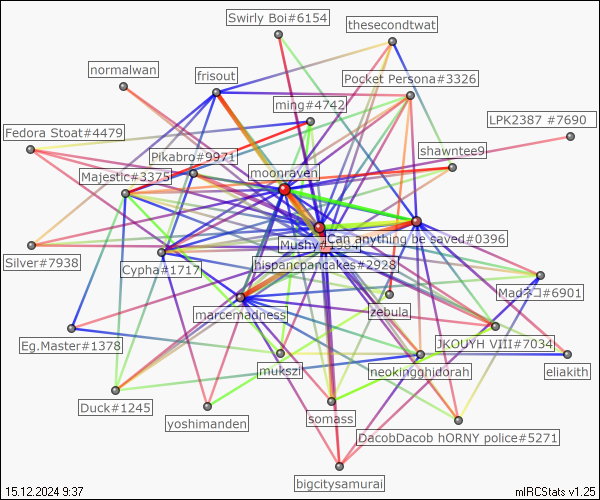 Swirly Boi#6154
thesecondtwat
normalwan
frisout
Pocket Persona#3326
ming#4742
LPK2387 #7690
Fedora Stoat#4479
shawntee9
Pikabro#9971
moonraven
Majestic#3375
Can anything be saved#0396
Silver#7938
Cypha#1717
hispancpancakes#2928
Madネコ#6901
marcemadness
zebula
Eg.Master#1378
JKOUYH VIII#7034
mukszi
neokingghidorah
eliakith
Duck#1245
yoshimanden
somass
DacobDacob hORNY police#5271
bigcitysamurai
15.12.2024 9:37
mIRCStats v1.25